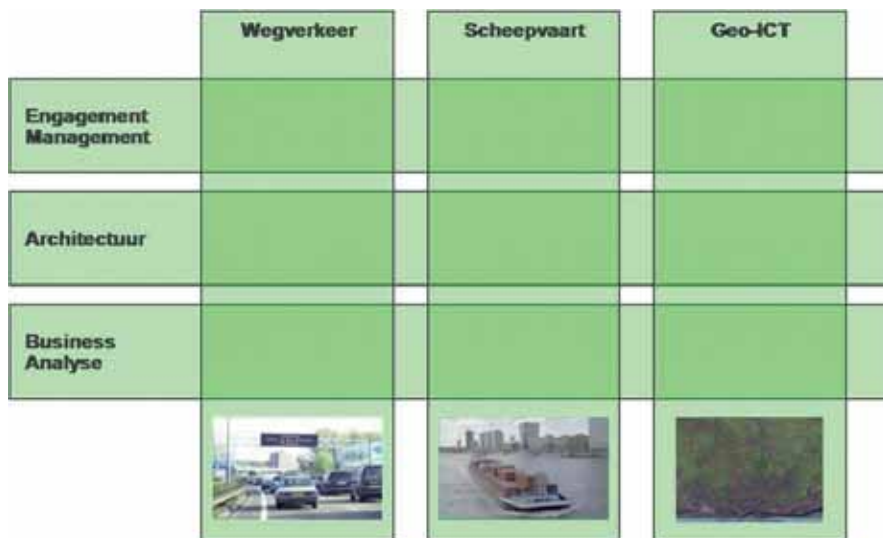 Wegverkeer
Scheepvaart
Geo-ICT
Engagement
Management
Architectuur
Business
Analyse